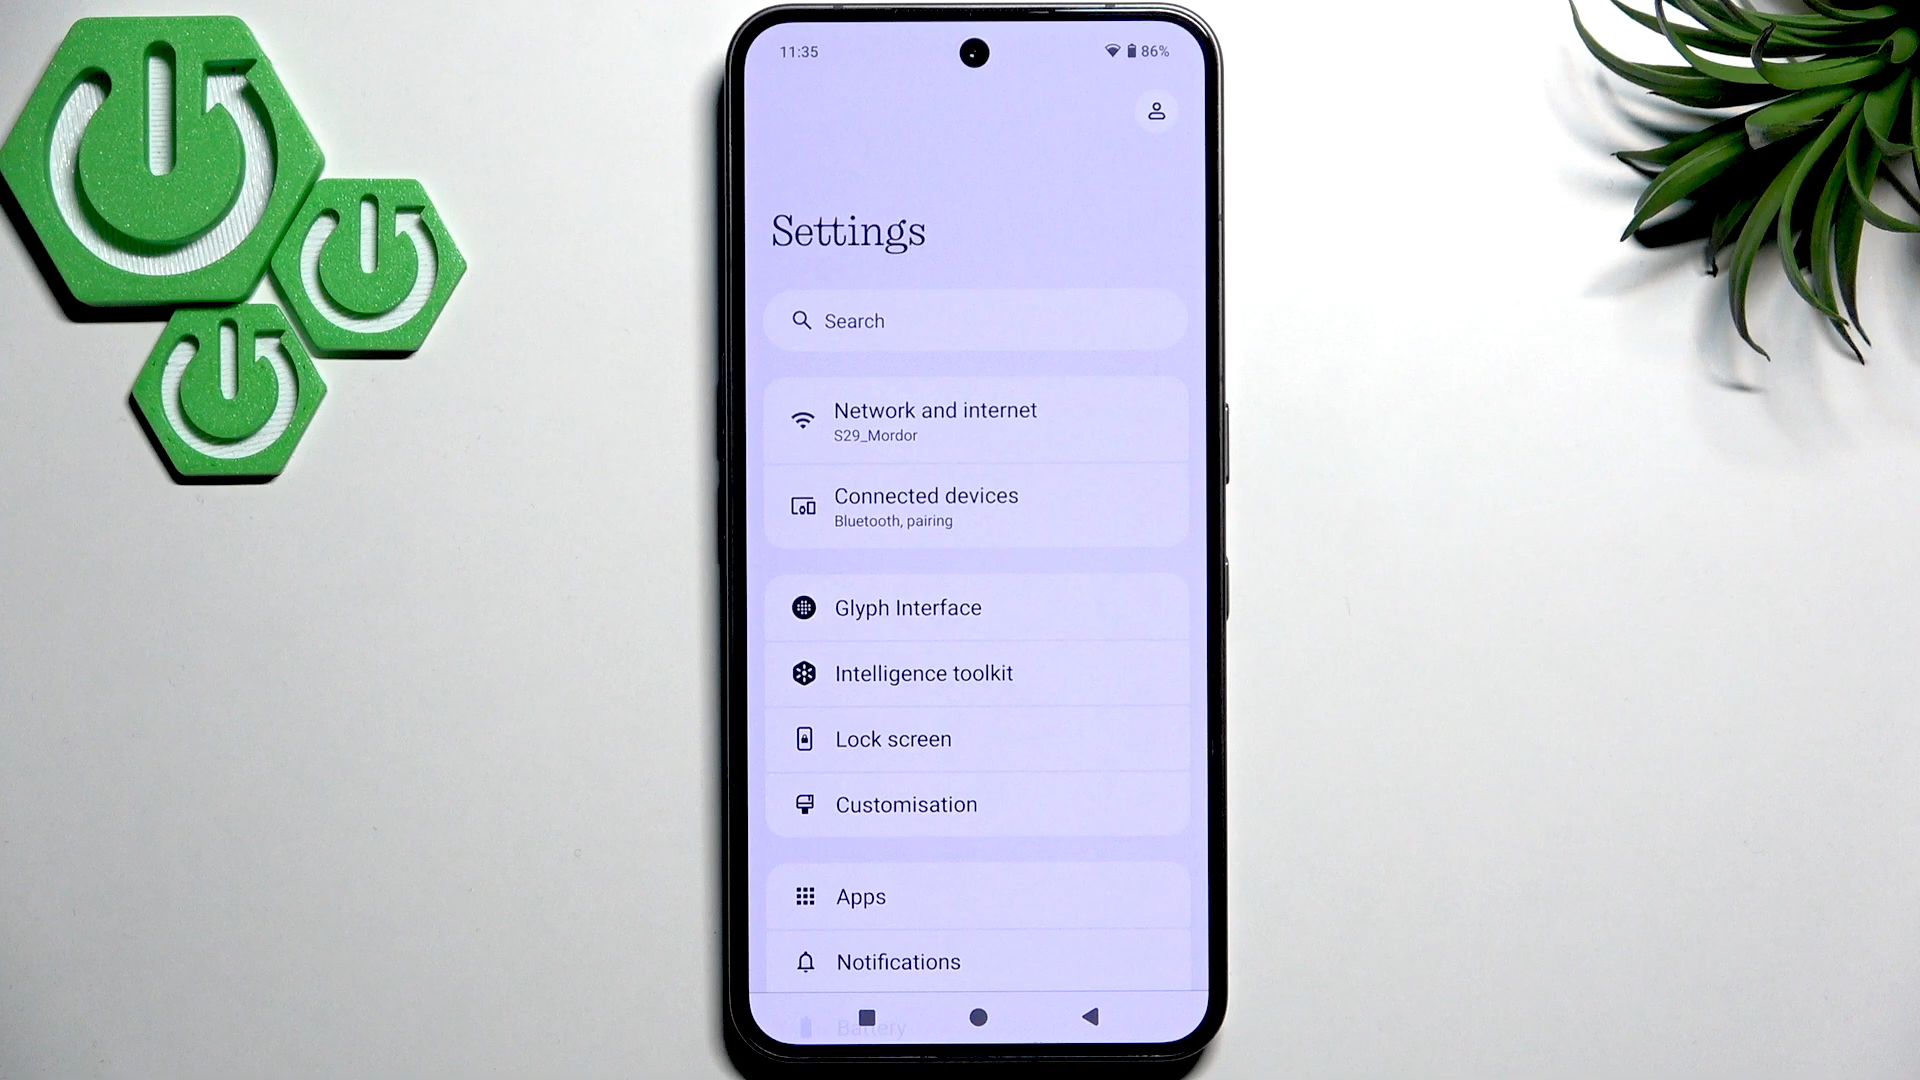 11:35
86%
Settings
Search
Network and internet
S29_Mordor
Connected devices
Bluetooth, pairing
Glyph Interface
Intelligence toolkit
Lock screen
Customisation
Apps
Notifications
Battery